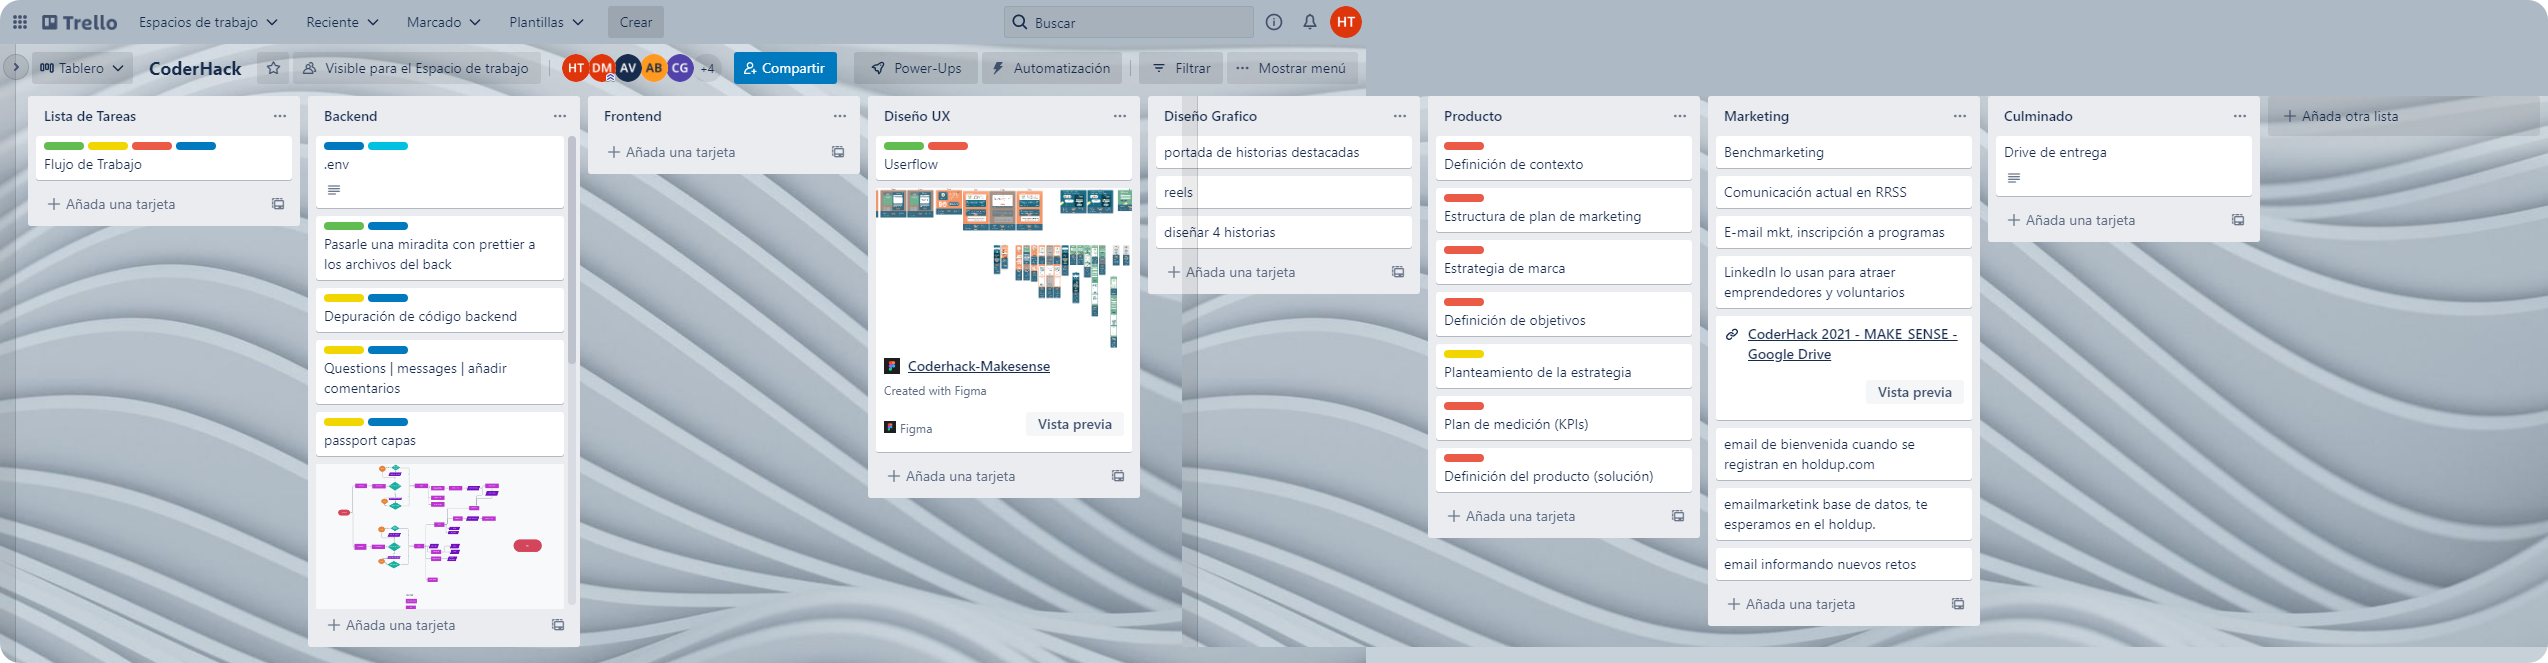 Trello
Espacios de trabajo
Reciente
Marcado
Plantillas
Crear
Buscar
HT
Tablero
CoderHack
Visible para el Espacio de trabajo
HT
DM
AV
AB
CG
+4
Compartir
Power-Ups
Automatización
Filtrar
Mostrar menú
Lista de Tareas
Flujo de Trabajo
Añada una tarjeta
Backend
.env
Pasarle una miradita con prettier a
los archivos del back
Depuración de código backend
Questions | messages | añadir
comentarios
passport capas
Añada una tarjeta
Frontend
Añada una tarjeta
Diseño UX
Userflow
Coderhack-Makesense
Created with Figma
Figma
Vista previa
Añada una tarjeta
Diseño Grafico
portada de historias destacadas
reels
diseñar 4 historias
Añada una tarjeta
Producto
Definición de contexto
Estructura de plan de marketing
Estrategia de marca
Definición de objetivos
Planteamiento de la estrategia
Plan de medición (KPIs)
Definición del producto (solución)
Añada una tarjeta
Marketing
Benchmarketing
Comunicación actual en RRSS
E-mail mkt, inscripción a programas
LinkedIn lo usan para atraer
emprendedores y voluntarios
CoderHack 2021 - MAKE SENSE -
Google Drive
Vista previa
email de bienvenida cuando se
registran en holdup.com
emailmarketink base de datos, te
esperamos en el holdup.
email informando nuevos retos
Añada una tarjeta
Culminado
Drive de entrega
Añada una tarjeta
Añada otra lista